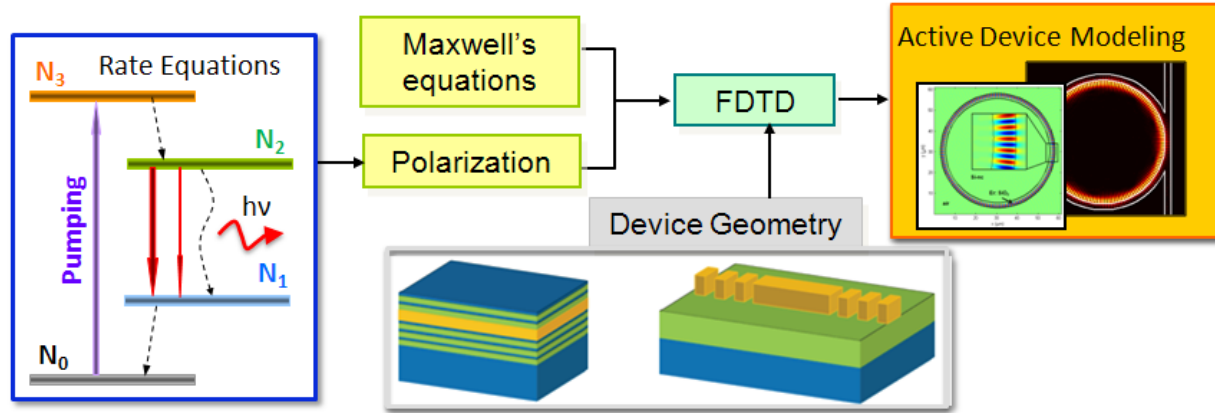 Rate Equations
N3
N2
hν
N1
N0
Pumping
Maxwell's
equations
Polarization
FDTD
Device Geometry
Active Device Modeling